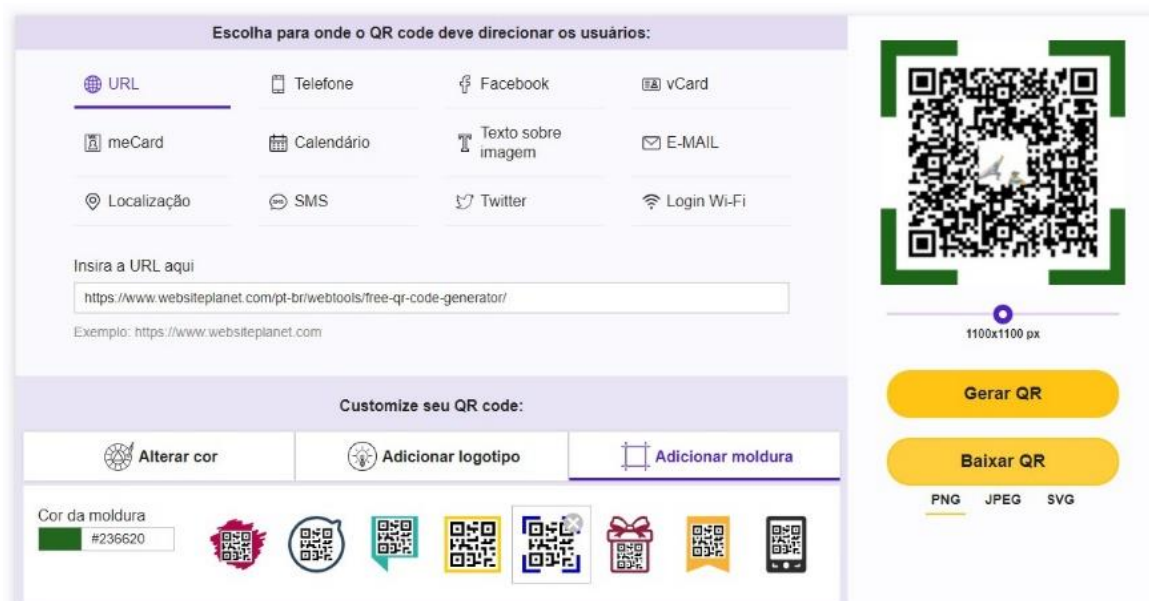 Escolha para onde o QR code deve direcionar os usuários:
URL
Telefone
Facebook
vCard
meCard
Calendário
Texto sobre
imagem
E-MAIL
Localização
SMS
Twitter
Login Wi-Fi
Insira a URL aqui
https://www.websiteplanet.com/pt-br/webtools/free-qr-code-generator/
Exemplo: https://www.websiteplanet.com
Customize seu QR code:
Alterar cor
Adicionar logotipo
Adicionar moldura
Cor da moldura
#236620
1100x1100 px
Gerar QR
Baixar QR
PNG JPEG SVG